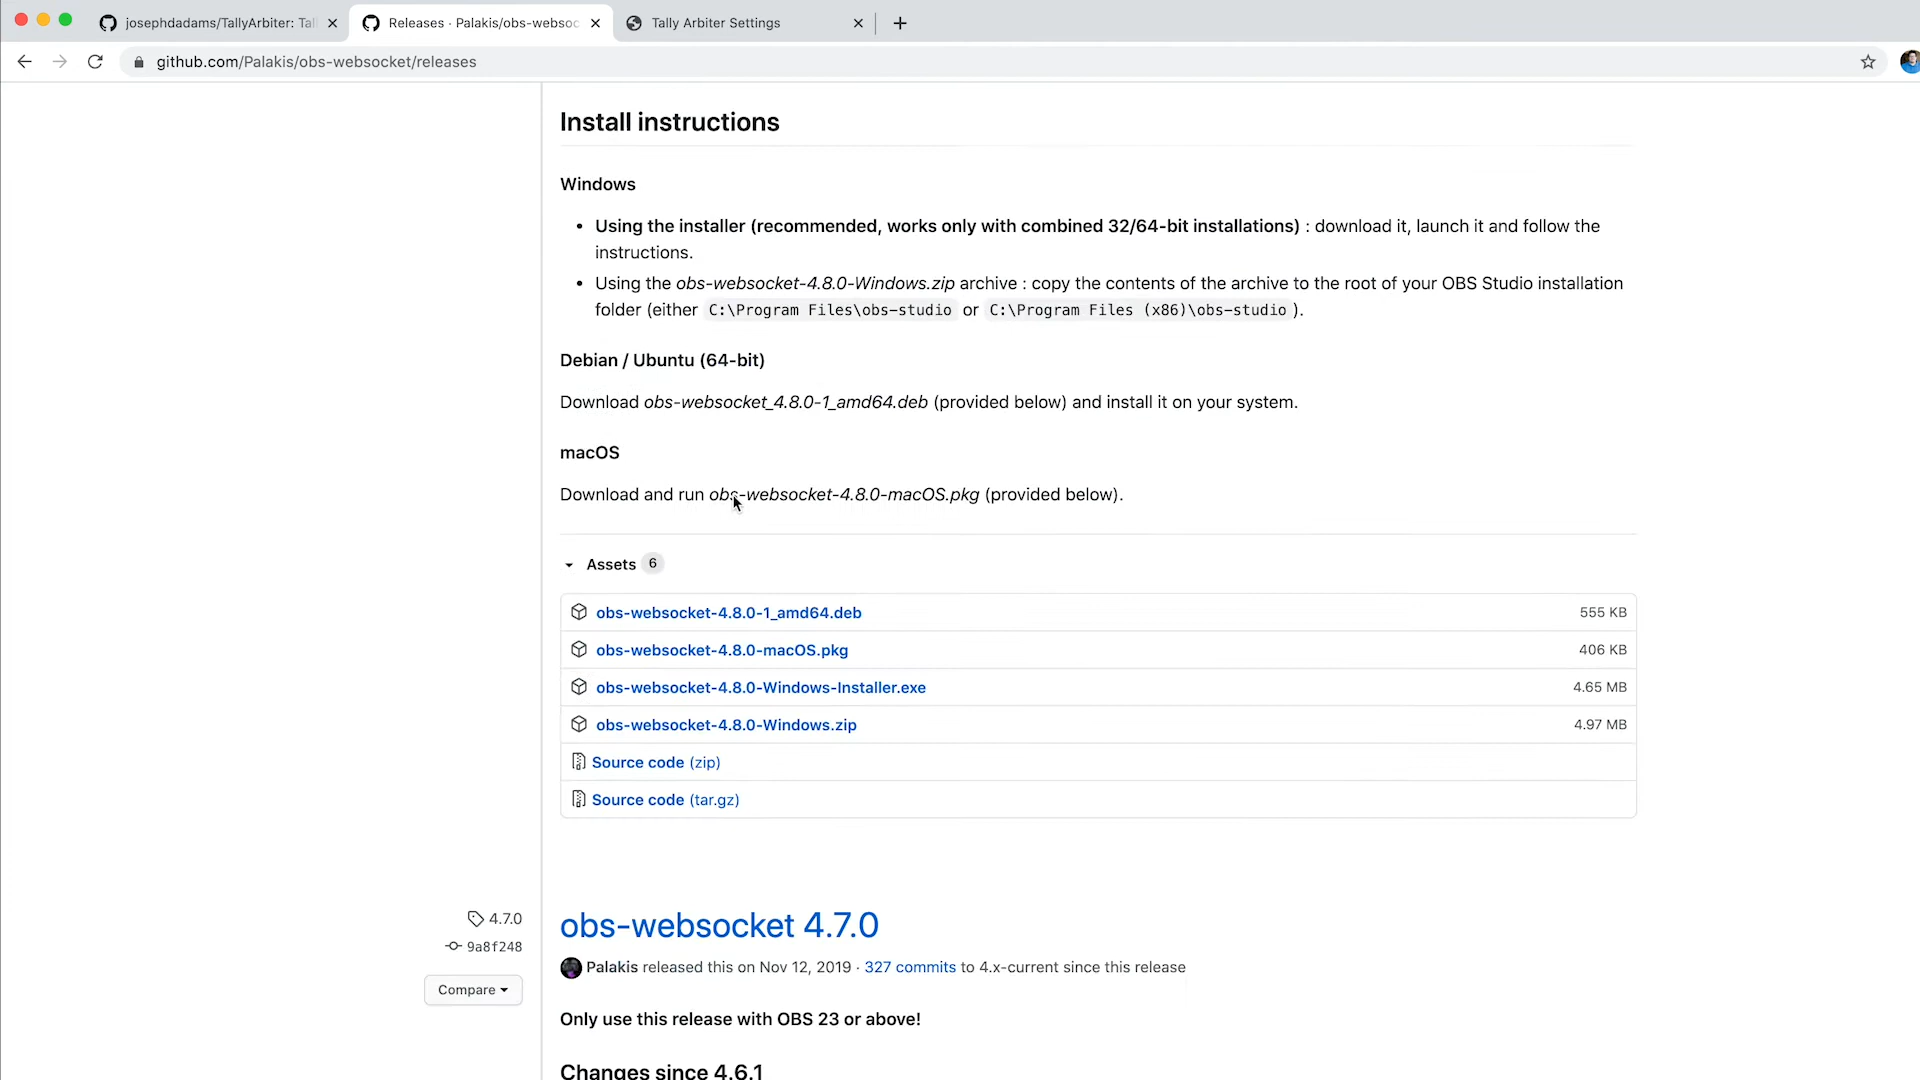 josephdadams/TallyArbiter: Tal
Releases · Palakis/obs-websoc
Tally Arbiter Settings
github.com/Palakis/obs-websocket/releases
Install instructions
Windows
• Using the installer (recommended, works only with combined 32/64-bit installations) : download it, launch it and follow the
instructions.
• Using the obs-websocket-4.8.0-Windows.zip archive : copy the contents of the archive to the root of your OBS Studio installation
folder (either C:\Program Files\obs-studio or C:\Program Files (x86)\obs-studio ).
Debian / Ubuntu (64-bit)
Download obs-websocket_4.8.0-1_amd64.deb (provided below) and install it on your system.
macOS
Download and run obs-websocket-4.8.0-macOS.pkg (provided below).
Assets 6
obs-websocket-4.8.0-1_amd64.deb 555 KB
obs-websocket-4.8.0-macOS.pkg 406 KB
obs-websocket-4.8.0-Windows-Installer.exe 4.65 MB
obs-websocket-4.8.0-Windows.zip 4.97 MB
Source code (zip)
Source code (tar.gz)
4.7.0
9a8f248
Compare
obs-websocket 4.7.0
Palakis released this on Nov 12, 2019 · 327 commits to 4.x-current since this release
Only use this release with OBS 23 or above!
Changes since 4.6.1